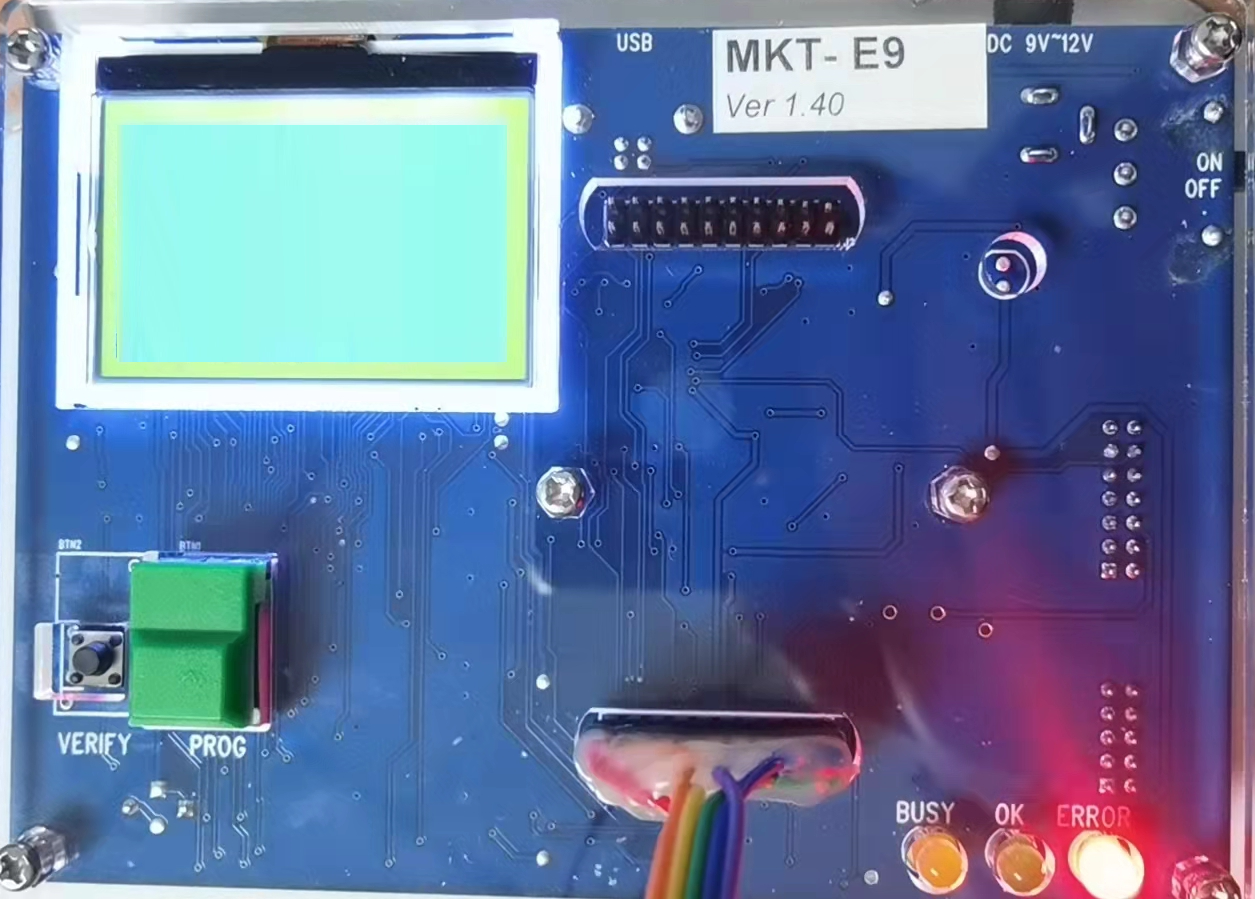 USB
MKT- E9
Ver 1.40
DC 9V~12V
ON
OFF
BTN2
BTN1
VERIFY
PROG
BUSY
OK
ERROR